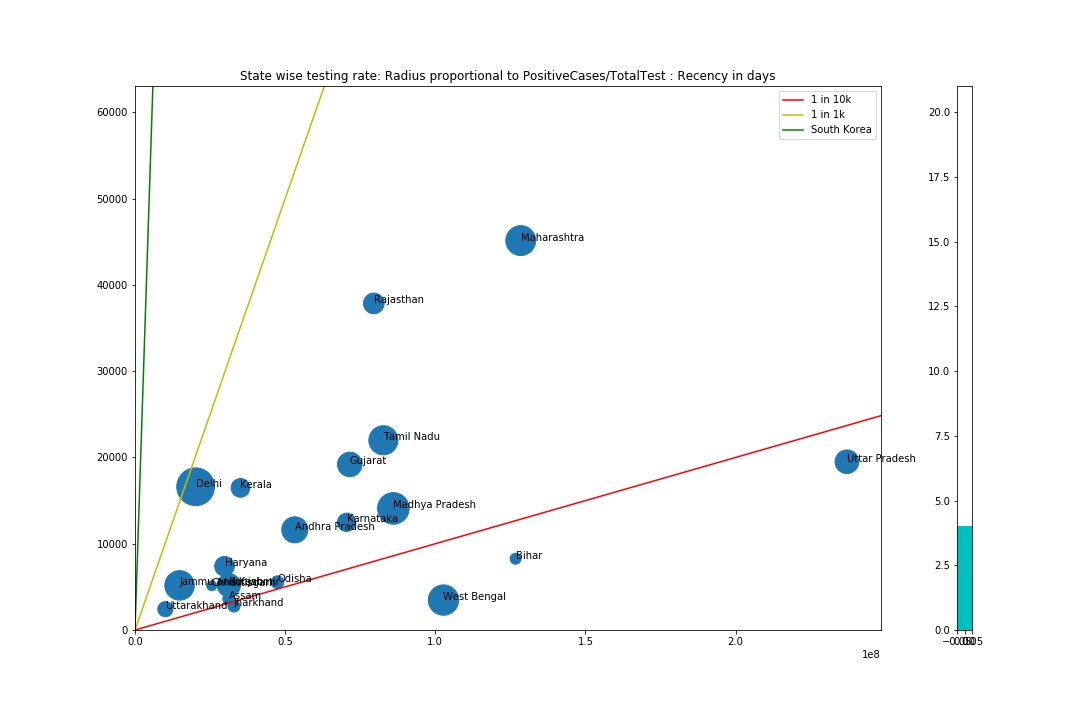 State wise testing rate: Radius proportional to PositiveCases/TotalTest : Recency in days
1 in 10k
1 in 1k
South Korea
60000
50000
40000
30000
20000
10000
0
Maharashtra
Rajasthan
Tamil Nadu
Gujarat
Uttar Pradesh
Delhi
Kerala
Madhya Pradesh
Karnataka
Andhra Pradesh
Bihar
Haryana
Odisha
Jammu
Assam
Jharkhand
West Bengal
Uttarakhand
0.0
0.5
1.0
1.5
2.0
1e8
20.0
17.5
15.0
12.5
10.0
7.5
5.0
2.5
0.0